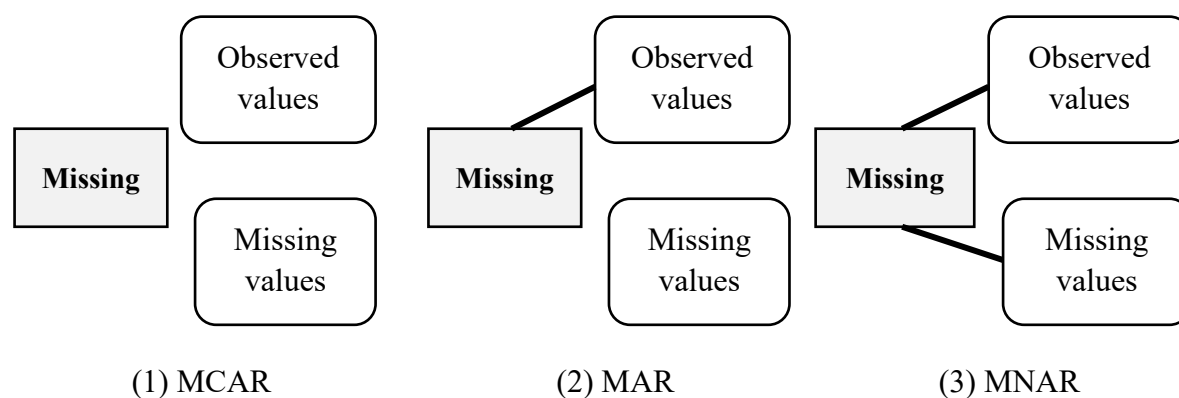 Observed
values
Missing
Missing
values
(1) MCAR
Observed
values
Missing
Missing
values
(2) MAR
Observed
values
Missing
Missing
values
(3) MNAR